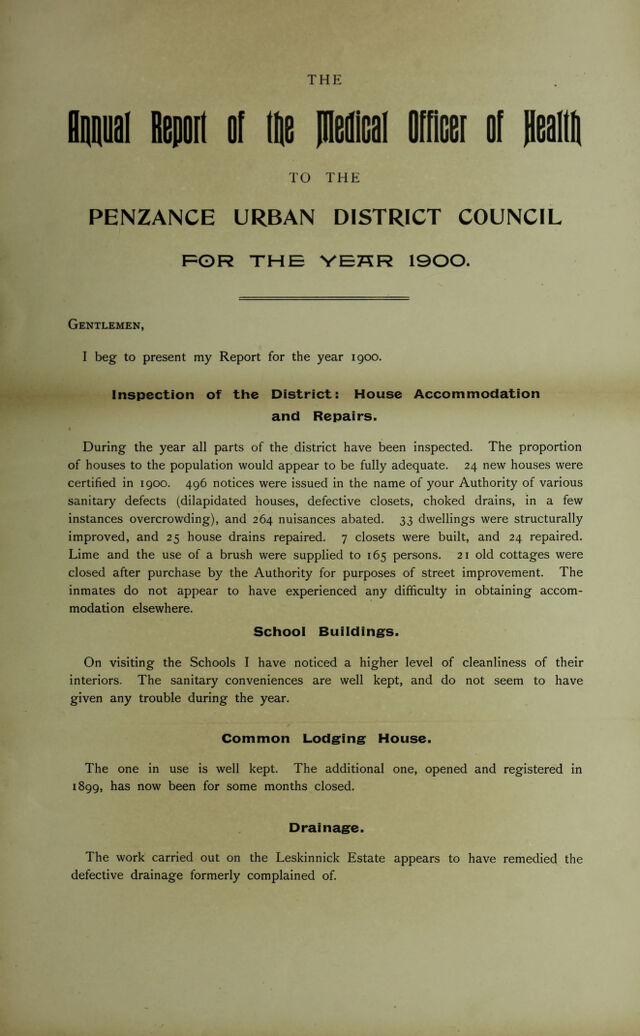 THE
Annual Report of the Medical Officer of Health
TO THE
PENZANCE URBAN DISTRICT COUNCIL
FOR THE YEAR 1900.
GENTLEMEN,
I beg to present my Report for the year 1900.
Inspection of the District: House Accommodation
and Repairs.
During the year all parts of the district have been inspected. The proportion
of houses to the population would appear to be fully adequate. 24 new houses were
certified in 1900. 496 notices were issued in the name of your Authority of various
sanitary defects (dilapidated houses, defective closets, choked drains, in a few
instances overcrowding), and 264 nuisances abated. 33 dwellings were structurally
improved, and 25 house drains repaired. 7 closets were built, and 24 repaired.
Lime and the use of a brush were supplied to 165 persons. 21 old cottages were
closed after purchase by the Authority for purposes of street improvement. The
inmates do not appear to have experienced any difficulty in obtaining accom-
modation elsewhere.
School Buildings.
On visiting the Schools I have noticed a higher level of cleanliness of their
interiors. The sanitary conveniences are well kept, and do not seem to have
given any trouble during the year.
Common Lodging House.
The one in use is well kept. The additional one, opened and registered in
1899, has now been for some months closed.
Drainage.
The work carried out on the Leskinnick Estate appears to have remedied the
defective drainage formerly complained of.